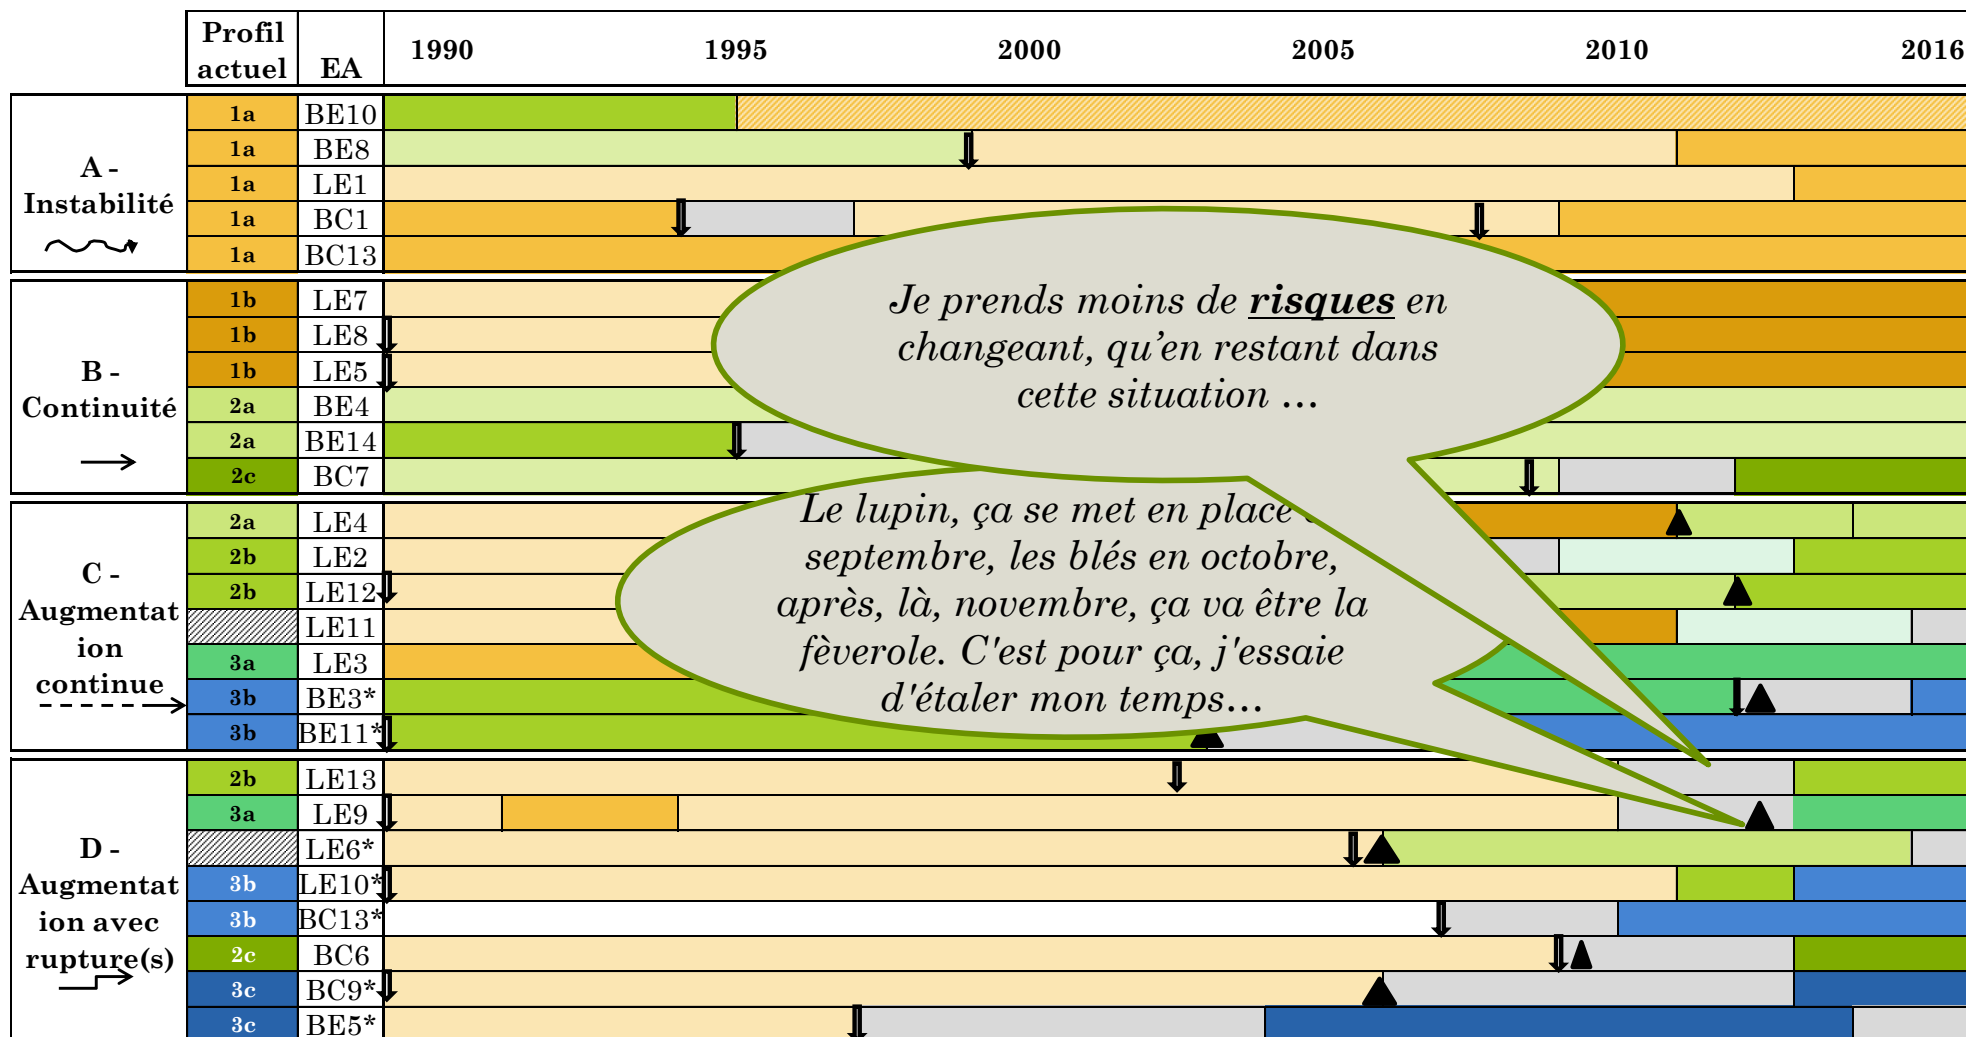 Profil
actuel EA 1990 1995 2000 2005 2010 2016
A -
Instabilité
1a BE10
1a BE8
1a LE1
1a BC1
1a BC13
B -
Continuité
1b LE7
1b LE8
1b LE5
2a BE4
2a BE14
2c BC7
Je prends moins de risques en
changeant, qu’en restant dans
cette situation …
C -
Augmentat
ion
continue
2a LE4
2b LE2
2b LE12
LE11
3a LE3
3b BE3*
3b BE11*
Le lupin, ça se met en place
septembre, les blés en octobre,
après, là, novembre, ça va être la
fèverole. C'est pour ça, j'essaie
d'étaler mon temps…
D -
Augmentat
ion avec
rupture(s)
2b LE13
3a LE9
LE6*
3b LE10*
3b BC13*
2c BC6
3c BC9*
3c BE5*